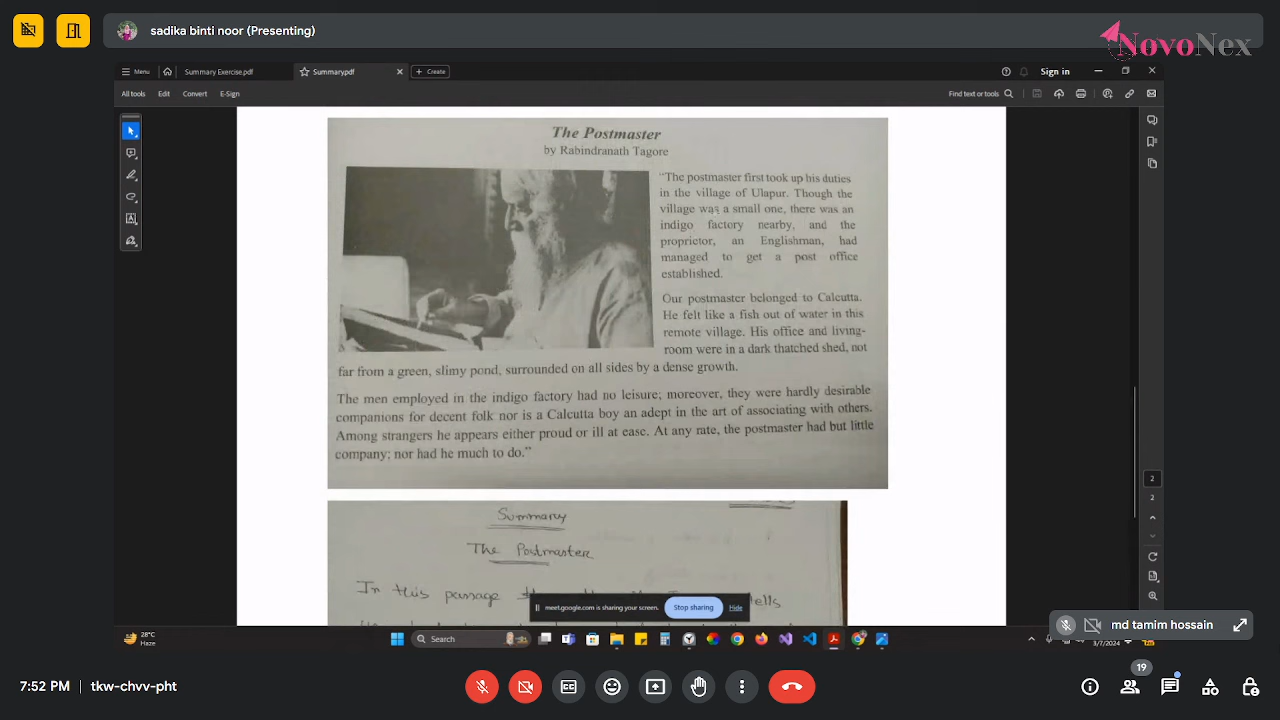 sadika binti noor (Presenting)
NovoNex
Menu
Summary Exercise.pdf
Summary.pdf
Create
Sign in
All tools
Edit
Convert
E-Sign
Find text or tools
The Postmaster
by Rabindranath Tagore
"The postmaster first took up his duties
in the village of Ulapur. Though the
village was a small one, there was an
indigo factory nearby, and the
proprietor, an Englishman, had
managed to get a post office
established.
Our postmaster belonged to Calcutta.
He felt like a fish out of water in this
remote village. His office and living-
room were in a dark thatched shed, not
far from a green, slimy pond, surrounded on all sides by a dense growth.
The men employed in the indigo factory had no leisure; moreover, they were hardly desirable
companions for decent folk nor is a Calcutta boy an adept in the art of associating with others.
Among strangers he appears either proud or ill at ease. At any rate, the postmaster had but little
company; nor had he much to do."
Summary
The Postmaster
In this passage
tells
meet.google.com is sharing your screen.
Stop sharing
Hide
2
2
28°C
Haze
Search
3/7/2024
md tamim hossain
7:52 PM
tkw-chvv-pht
19